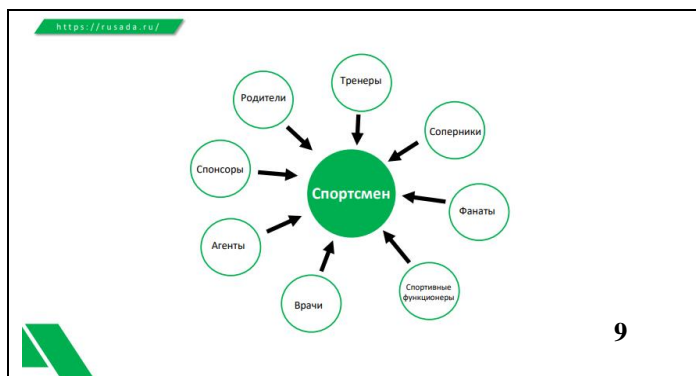 https://rusada.ru/
Тренеры
Родители
Соперники
Спонсоры
Спортсмен
Фанаты
Агенты
Спортивные
функционеры
Врачи
9